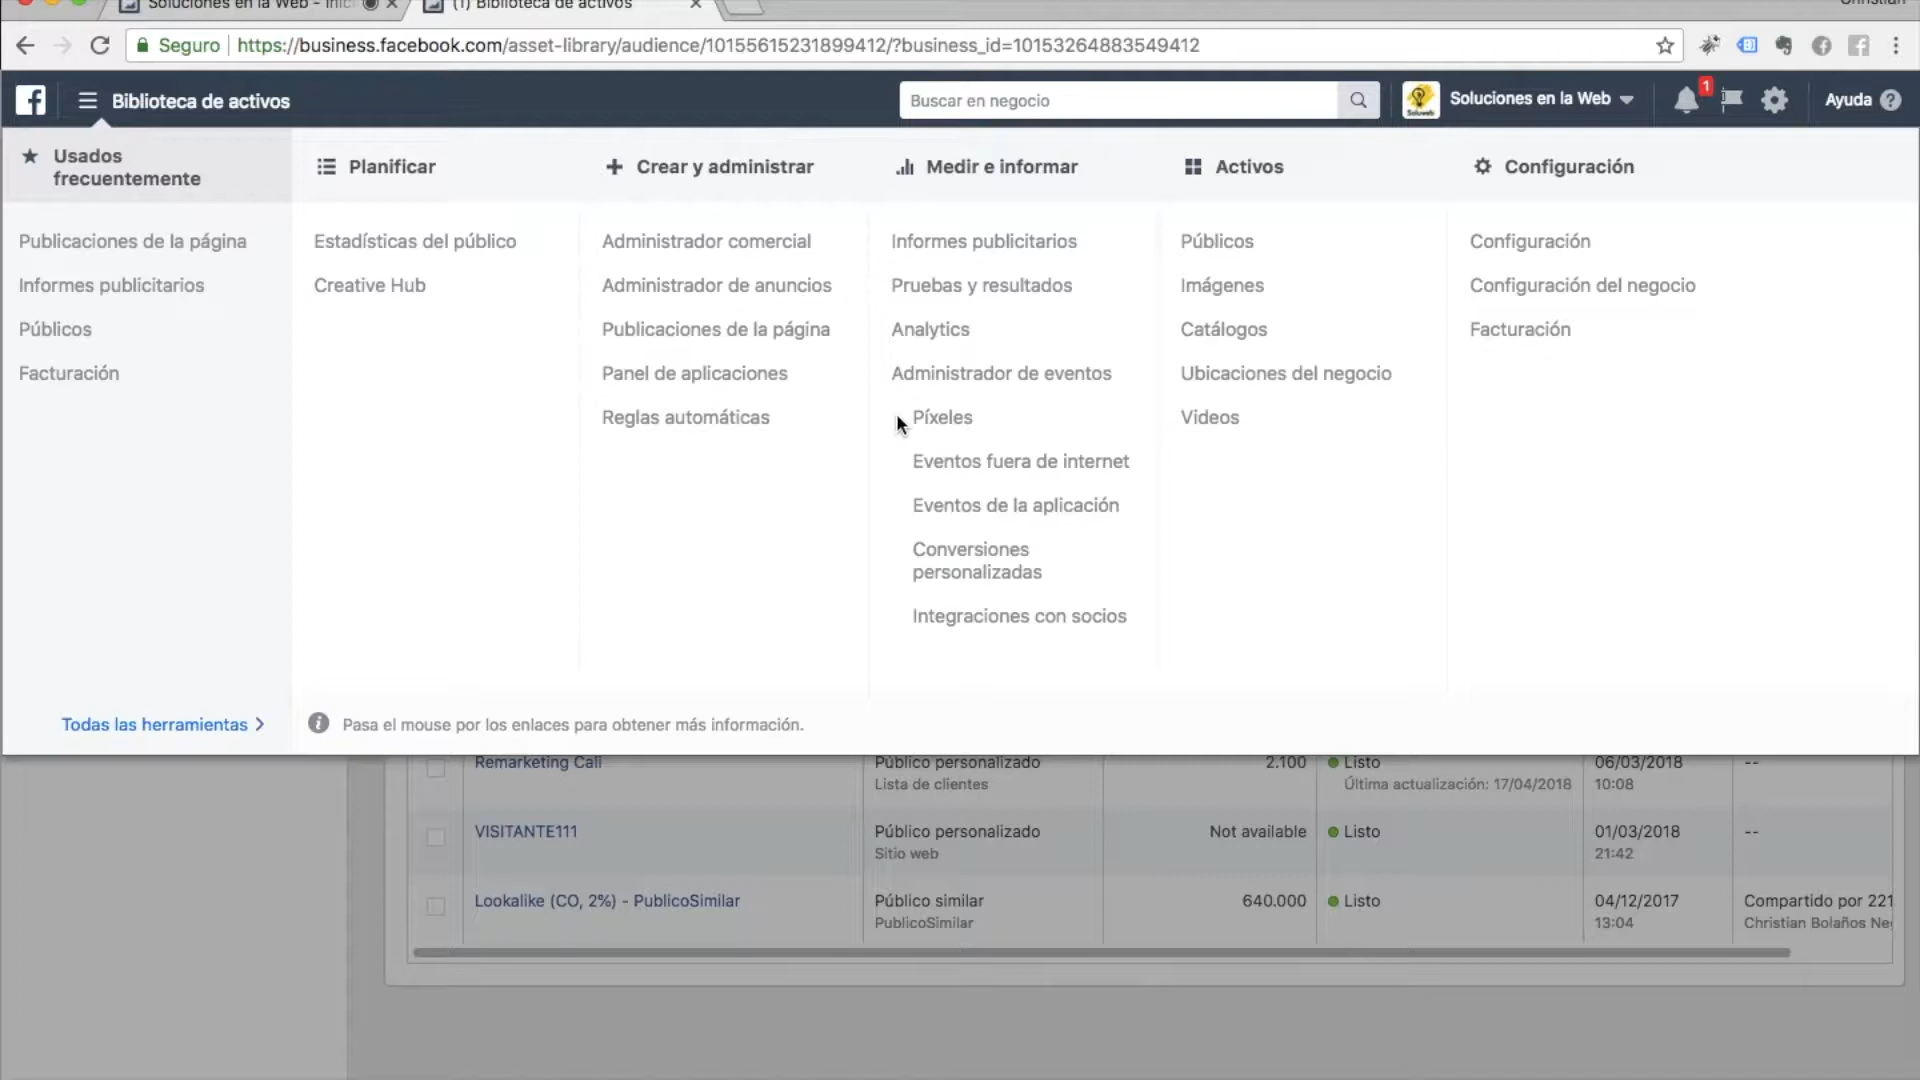 Soluciones en la Web - Inic
(1) Biblioteca de activos
Christian
Seguro
https://business.facebook.com/asset-library/audience/10155615231899412/?business_id=10153264883549412
Biblioteca de activos
Buscar en negocio
Soluweb
Soluciones en la Web
1
Ayuda ?
Usados
frecuentemente
Publicaciones de la página
Informes publicitarios
Públicos
Facturación
Todas las herramientas
Planificar
Estadísticas del público
Creative Hub
Crear y administrar
Administrador comercial
Administrador de anuncios
Publicaciones de la página
Panel de aplicaciones
Reglas automáticas
Medir e informar
Informes publicitarios
Pruebas y resultados
Analytics
Administrador de eventos
Píxeles
Eventos fuera de internet
Eventos de la aplicación
Conversiones
personalizadas
Integraciones con socios
Activos
Públicos
Imágenes
Catálogos
Ubicaciones del negocio
Videos
Configuración
Configuración
Configuración del negocio
Facturación
Pasa el mouse por los enlaces para obtener más información.
Remarketing Cali
Público personalizado
Lista de clientes
2.100
Listo
Última actualización: 17/04/2018
06/03/2018
10:08
--
VISITANTE111
Público personalizado
Sitio web
Not available
Listo
01/03/2018
21:42
--
Lookalike (CO, 2%) - PublicoSimilar
Público similar
PublicoSimilar
640.000
Listo
04/12/2017
13:04
Compartido por 221
Christian Bolaños Ne